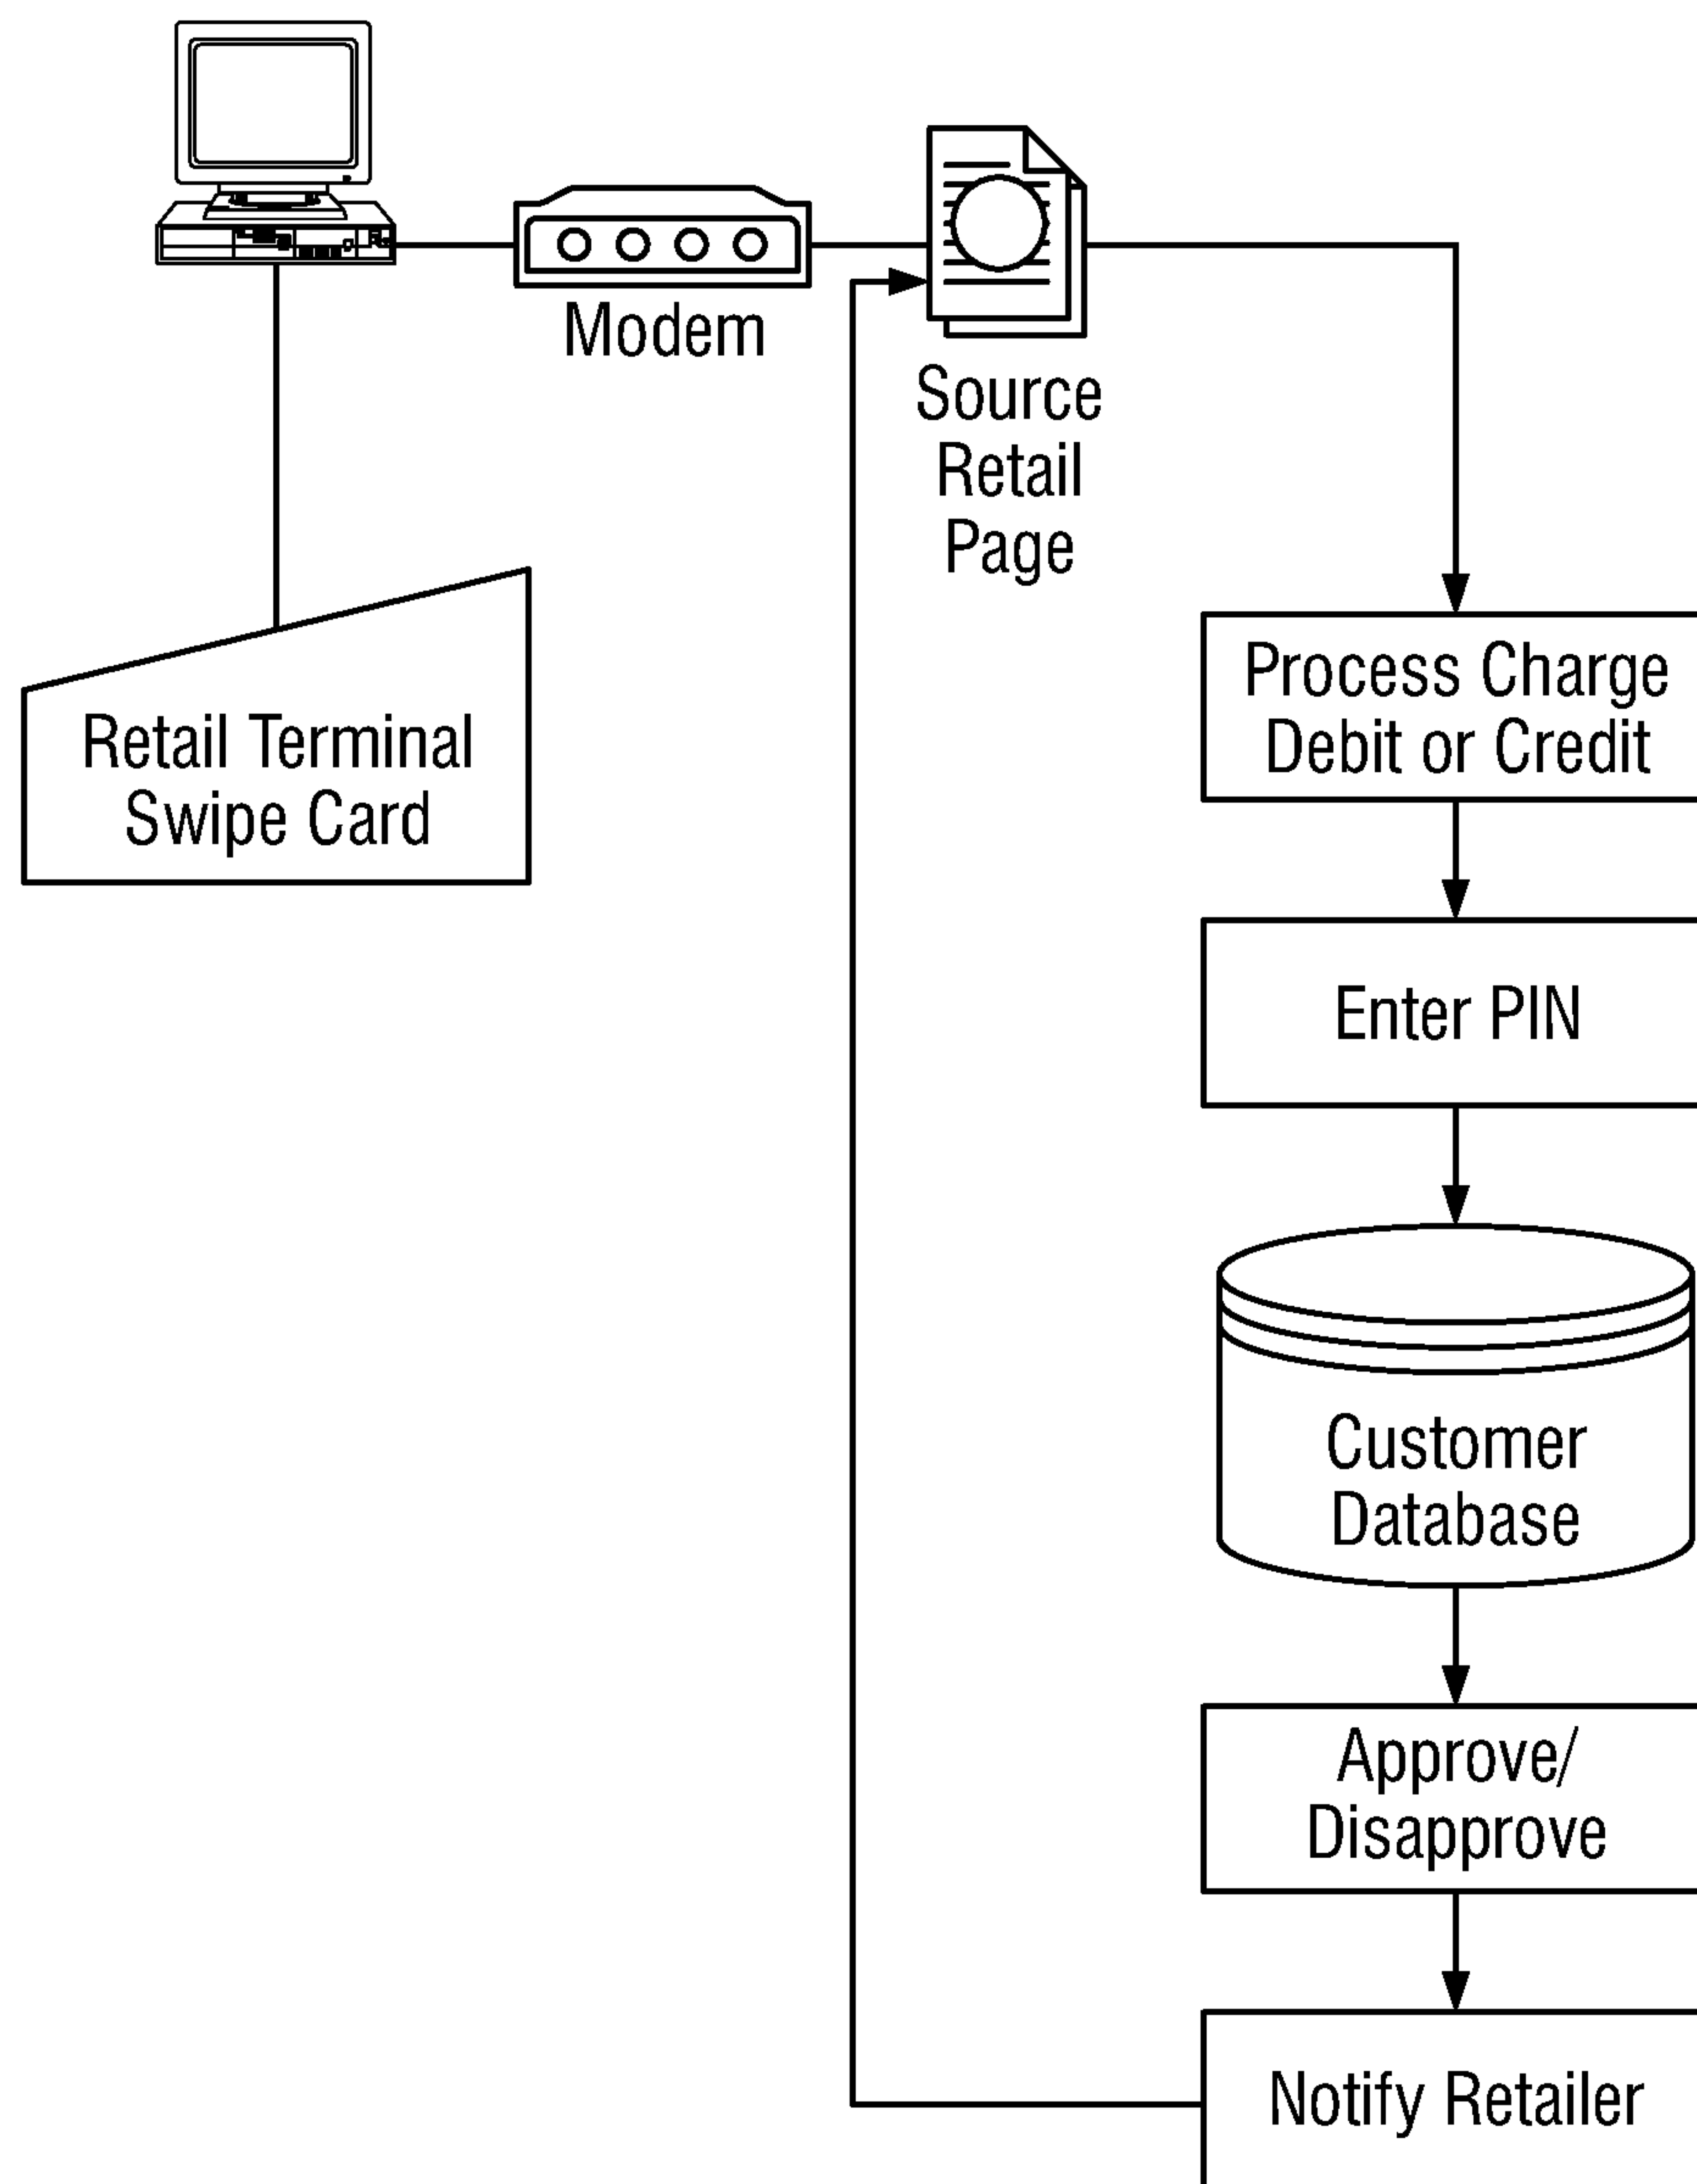 Modem
Source
Retail
Page
Retail Terminal
Swipe Card
Process Charge
Debit or Credit
Enter PIN
Customer
Database
Approve/
Disapprove
Notify Retailer